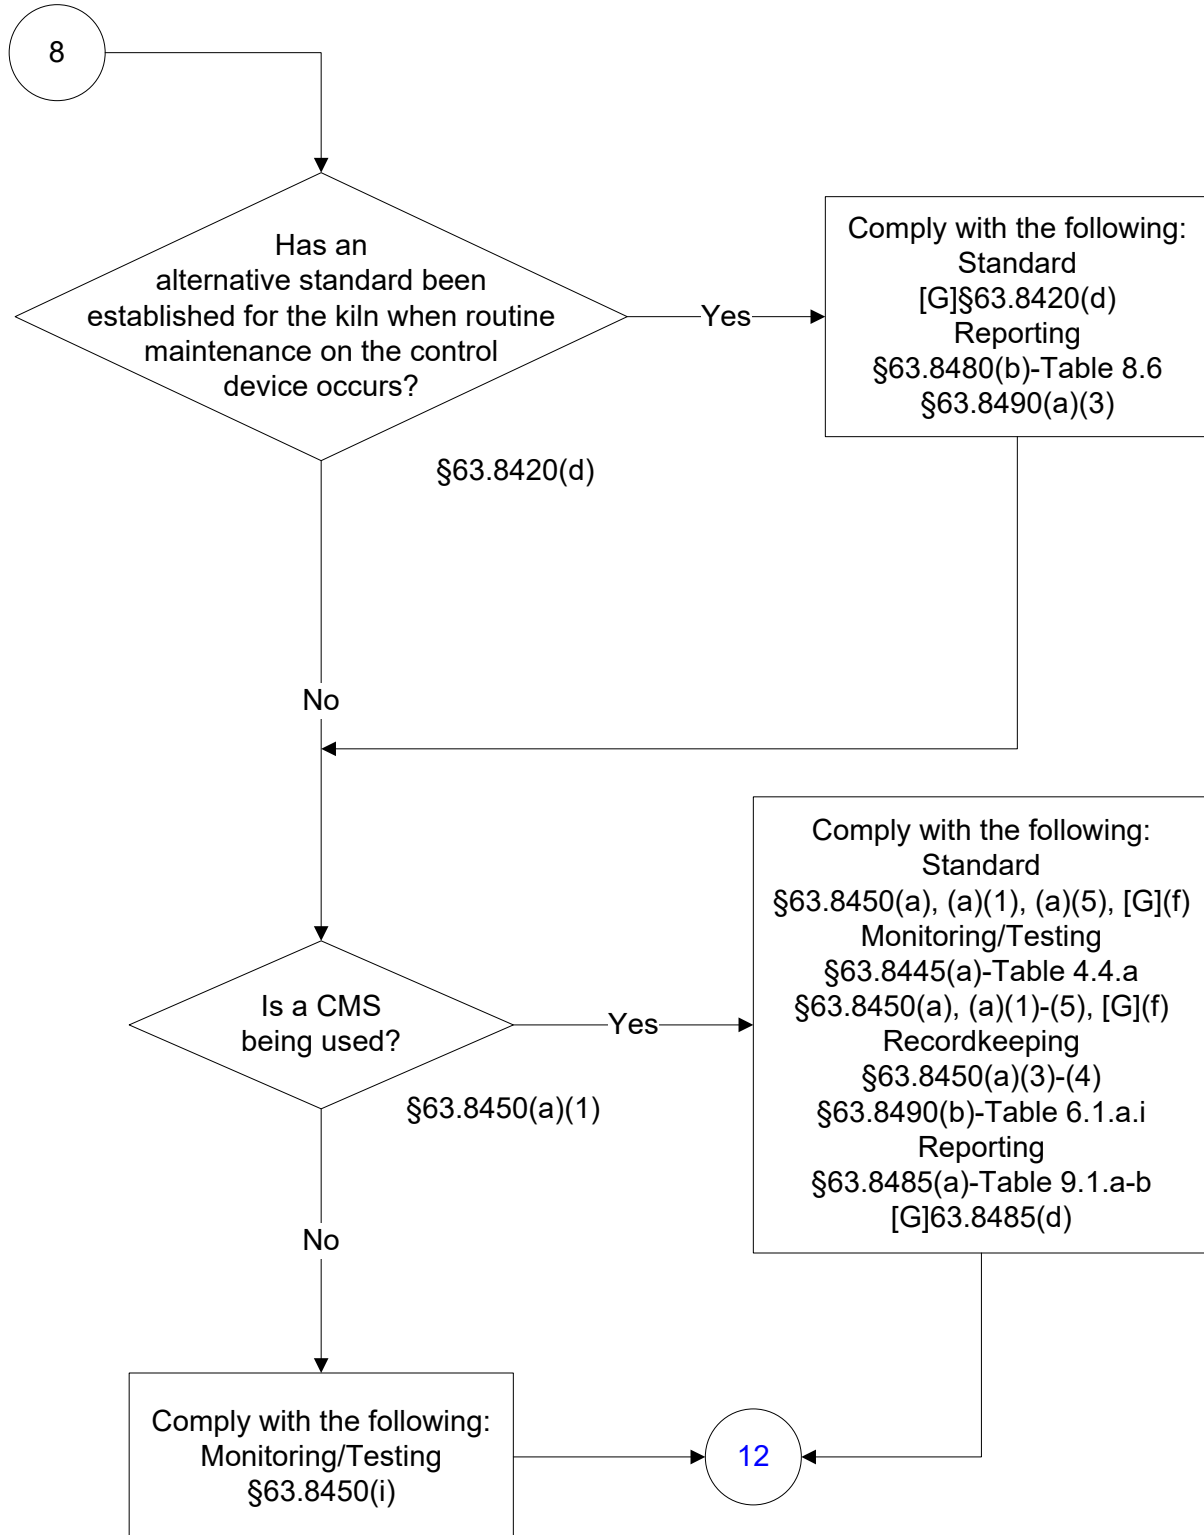 8
Has an
alternative standard been
established for the kiln when routine
maintenance on the control
device occurs?
Yes
Comply with the following:
Standard
[G]§63.8420(d)
Reporting
§63.8480(b)-Table 8.6
§63.8490(a)(3)
§63.8420(d)
No
Is a CMS
being used?
Yes
Comply with the following:
Standard
§63.8450(a), (a)(1), (a)(5), [G](f)
Monitoring/Testing
§63.8445(a)-Table 4.4.a
§63.8450(a), (a)(1)-(5), [G](f)
Recordkeeping
§63.8450(a)(3)-(4)
§63.8490(b)-Table 6.1.a.i
Reporting
§63.8485(a)-Table 9.1.a-b
[G]63.8485(d)
§63.8450(a)(1)
No
Comply with the following:
Monitoring/Testing
§63.8450(i)
12